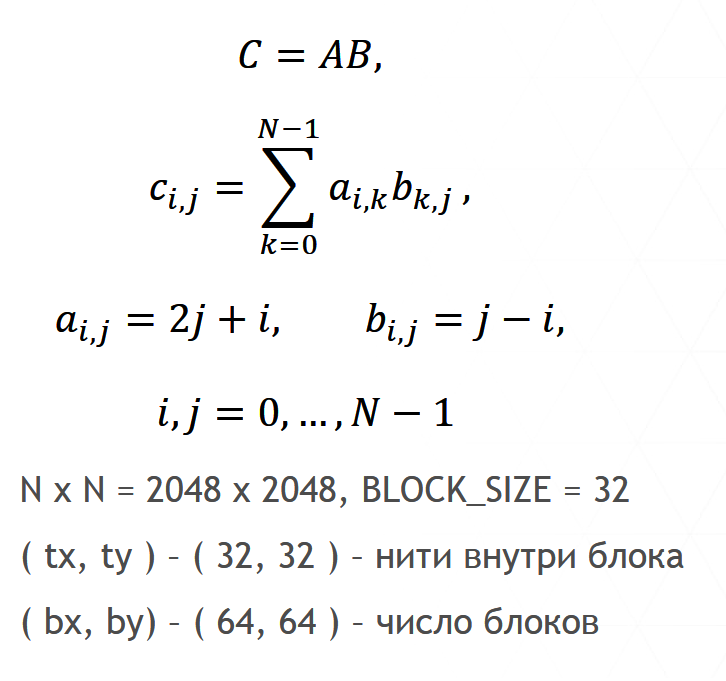 C = AB,
N−1
c_{i,j} = ∑ a_{i,k} b_{k,j} ,
k=0
a_{i,j} = 2j + i, b_{i,j} = j − i,
i, j = 0, … , N − 1
N x N = 2048 x 2048, BLOCK_SIZE = 32
( tx, ty ) – ( 32, 32 ) – нити внутри блока
( bx, by) – ( 64, 64 ) – число блоков